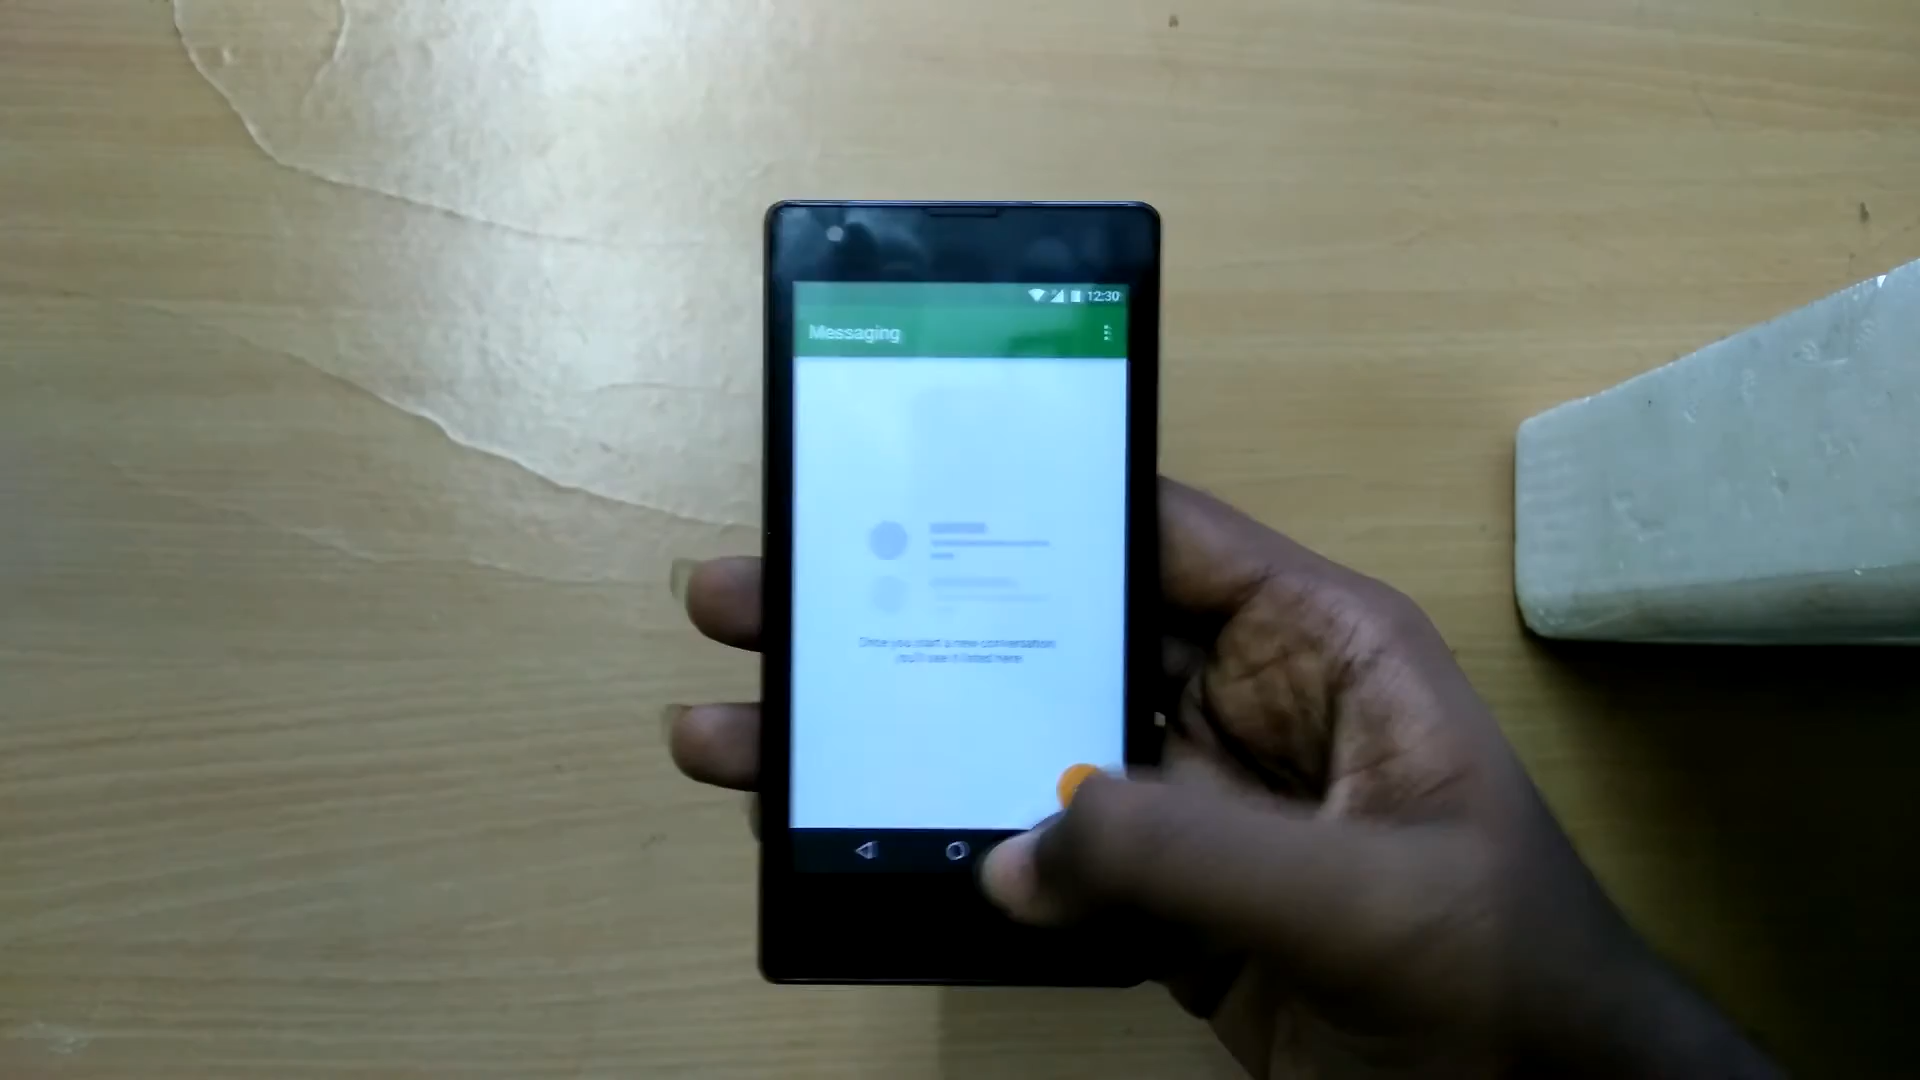 12:30
Messaging
Once you start a new conversation,
you'll see it listed here